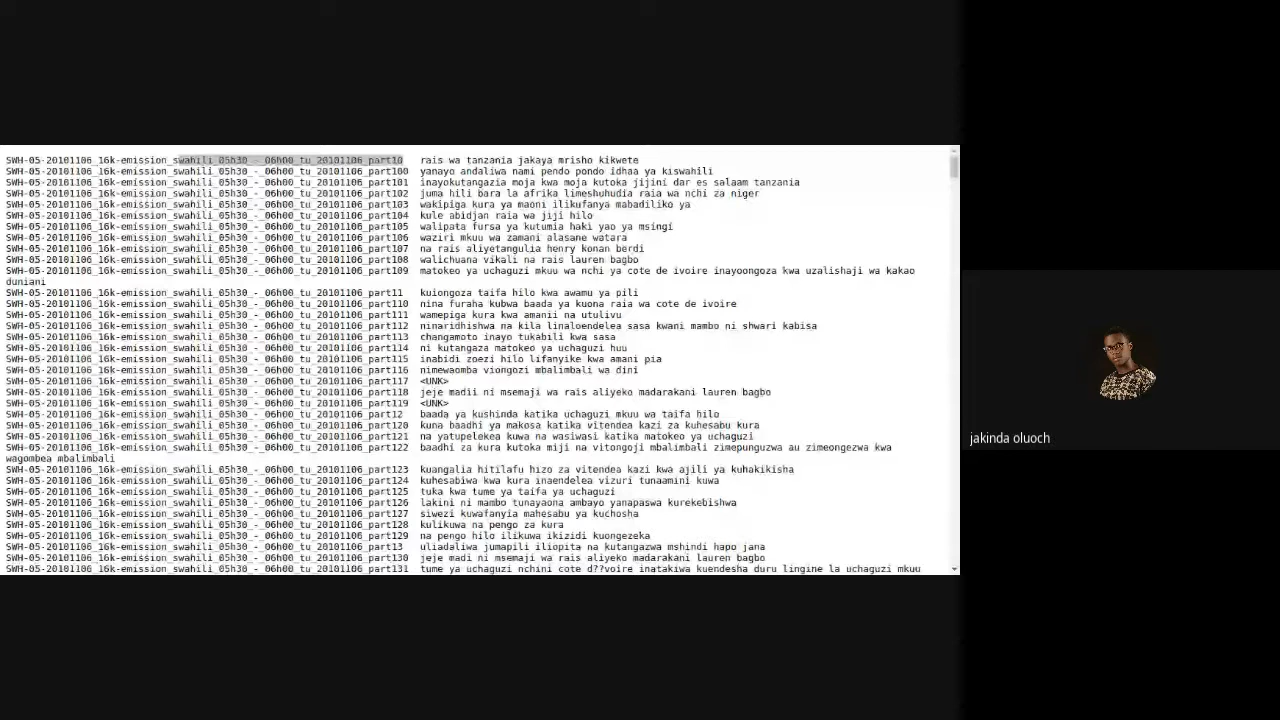 SWH-05-20101106_16k-emission_swahili_05h30_-_06h00_tu_20101106_part10 rais wa tanzania jakaya mrisho kikwete
SWH-05-20101106_16k-emission_swahili_05h30_-_06h00_tu_20101106_part100 yanayo andaliwa nami pendo pondo idhaa ya kiswahili
SWH-05-20101106_16k-emission_swahili_05h30_-_06h00_tu_20101106_part101 inayokutangazia moja kwa moja kutoka jijini dar es salaam tanzania
SWH-05-20101106_16k-emission_swahili_05h30_-_06h00_tu_20101106_part102 juma hili bara la afrika limeshuhudia raia wa nchi za niger
SWH-05-20101106_16k-emission_swahili_05h30_-_06h00_tu_20101106_part103 wakipiga kura ya maoni ilikufanya mabadiliko ya
SWH-05-20101106_16k-emission_swahili_05h30_-_06h00_tu_20101106_part104 kule abidjan raia wa jiji hilo
SWH-05-20101106_16k-emission_swahili_05h30_-_06h00_tu_20101106_part105 walipata fursa ya kutumia haki yao ya msingi
SWH-05-20101106_16k-emission_swahili_05h30_-_06h00_tu_20101106_part106 waziri mkuu wa zamani alasane watara
SWH-05-20101106_16k-emission_swahili_05h30_-_06h00_tu_20101106_part107 na rais aliyetangulia henry konan berdi
SWH-05-20101106_16k-emission_swahili_05h30_-_06h00_tu_20101106_part108 walichuana vikali na rais lauren bagbo
SWH-05-20101106_16k-emission_swahili_05h30_-_06h00_tu_20101106_part109 matokeo ya uchaguzi mkuu wa nchi ya cote de ivoire inayoongoza kwa uzalishaji wa kakao
duniani
SWH-05-20101106_16k-emission_swahili_05h30_-_06h00_tu_20101106_part11 kuiongoza taifa hilo kwa awamu ya pili
SWH-05-20101106_16k-emission_swahili_05h30_-_06h00_tu_20101106_part110 nina furaha kubwa baada ya kuona raia wa cote de ivoire
SWH-05-20101106_16k-emission_swahili_05h30_-_06h00_tu_20101106_part111 wamepiga kura kwa amanii na utulivu
SWH-05-20101106_16k-emission_swahili_05h30_-_06h00_tu_20101106_part112 ninaridhishwa na kila linaloendelea sasa kwani mambo ni shwari kabisa
SWH-05-20101106_16k-emission_swahili_05h30_-_06h00_tu_20101106_part113 changamoto inayo tukabili kwa sasa
SWH-05-20101106_16k-emission_swahili_05h30_-_06h00_tu_20101106_part114 ni kutangaza matokeo ya uchaguzi huu
SWH-05-20101106_16k-emission_swahili_05h30_-_06h00_tu_20101106_part115 inabidi zoezi hilo lifanyike kwa amani pia
SWH-05-20101106_16k-emission_swahili_05h30_-_06h00_tu_20101106_part116 nimewaomba viongozi mbalimbali wa dini
SWH-05-20101106_16k-emission_swahili_05h30_-_06h00_tu_20101106_part117 <UNK>
SWH-05-20101106_16k-emission_swahili_05h30_-_06h00_tu_20101106_part118 jeje madii ni msemaji wa rais aliyeko madarakani lauren bagbo
SWH-05-20101106_16k-emission_swahili_05h30_-_06h00_tu_20101106_part119 <UNK>
SWH-05-20101106_16k-emission_swahili_05h30_-_06h00_tu_20101106_part12 baada ya kushinda katika uchaguzi mkuu wa taifa hilo
SWH-05-20101106_16k-emission_swahili_05h30_-_06h00_tu_20101106_part120 kuna baadhi ya makosa katika vitendea kazi za kuhesabu kura
SWH-05-20101106_16k-emission_swahili_05h30_-_06h00_tu_20101106_part121 na yatupelekea kuwa na wasiwasi katika matokeo ya uchaguzi
SWH-05-20101106_16k-emission_swahili_05h30_-_06h00_tu_20101106_part122 baadhi za kura kutoka miji na vitongoji mbalimbali zimepunguzwa au zimeongezwa kwa
wagombea mbalimbali
SWH-05-20101106_16k-emission_swahili_05h30_-_06h00_tu_20101106_part123 kuangalia hitilafu hizo za vitendea kazi kwa ajili ya kuhakikisha
SWH-05-20101106_16k-emission_swahili_05h30_-_06h00_tu_20101106_part124 kuhesabiwa kwa kura inaendelea vizuri tunaamini kuwa
SWH-05-20101106_16k-emission_swahili_05h30_-_06h00_tu_20101106_part125 tuka kwa tume ya taifa ya uchaguzi
SWH-05-20101106_16k-emission_swahili_05h30_-_06h00_tu_20101106_part126 lakini ni mambo tunayaona ambayo yanapaswa kurekebishwa
SWH-05-20101106_16k-emission_swahili_05h30_-_06h00_tu_20101106_part127 siwezi kuwafanyia mahesabu ya kuchosha
SWH-05-20101106_16k-emission_swahili_05h30_-_06h00_tu_20101106_part128 kulikuwa na pengo za kura
SWH-05-20101106_16k-emission_swahili_05h30_-_06h00_tu_20101106_part129 na pengo hilo ilikuwa ikizidi kuongezeka
SWH-05-20101106_16k-emission_swahili_05h30_-_06h00_tu_20101106_part13 uliadaliwa jumapili iliopita na kutangazwa mshindi hapo jana
SWH-05-20101106_16k-emission_swahili_05h30_-_06h00_tu_20101106_part130 jeje madi ni msemaji wa rais aliyeko madarakani lauren bagbo
SWH-05-20101106_16k-emission_swahili_05h30_-_06h00_tu_20101106_part131 tume ya uchaguzi nchini cote d??voire inatakiwa kuendesha duru lingine la uchaguzi mkuu
jakinda oluoch